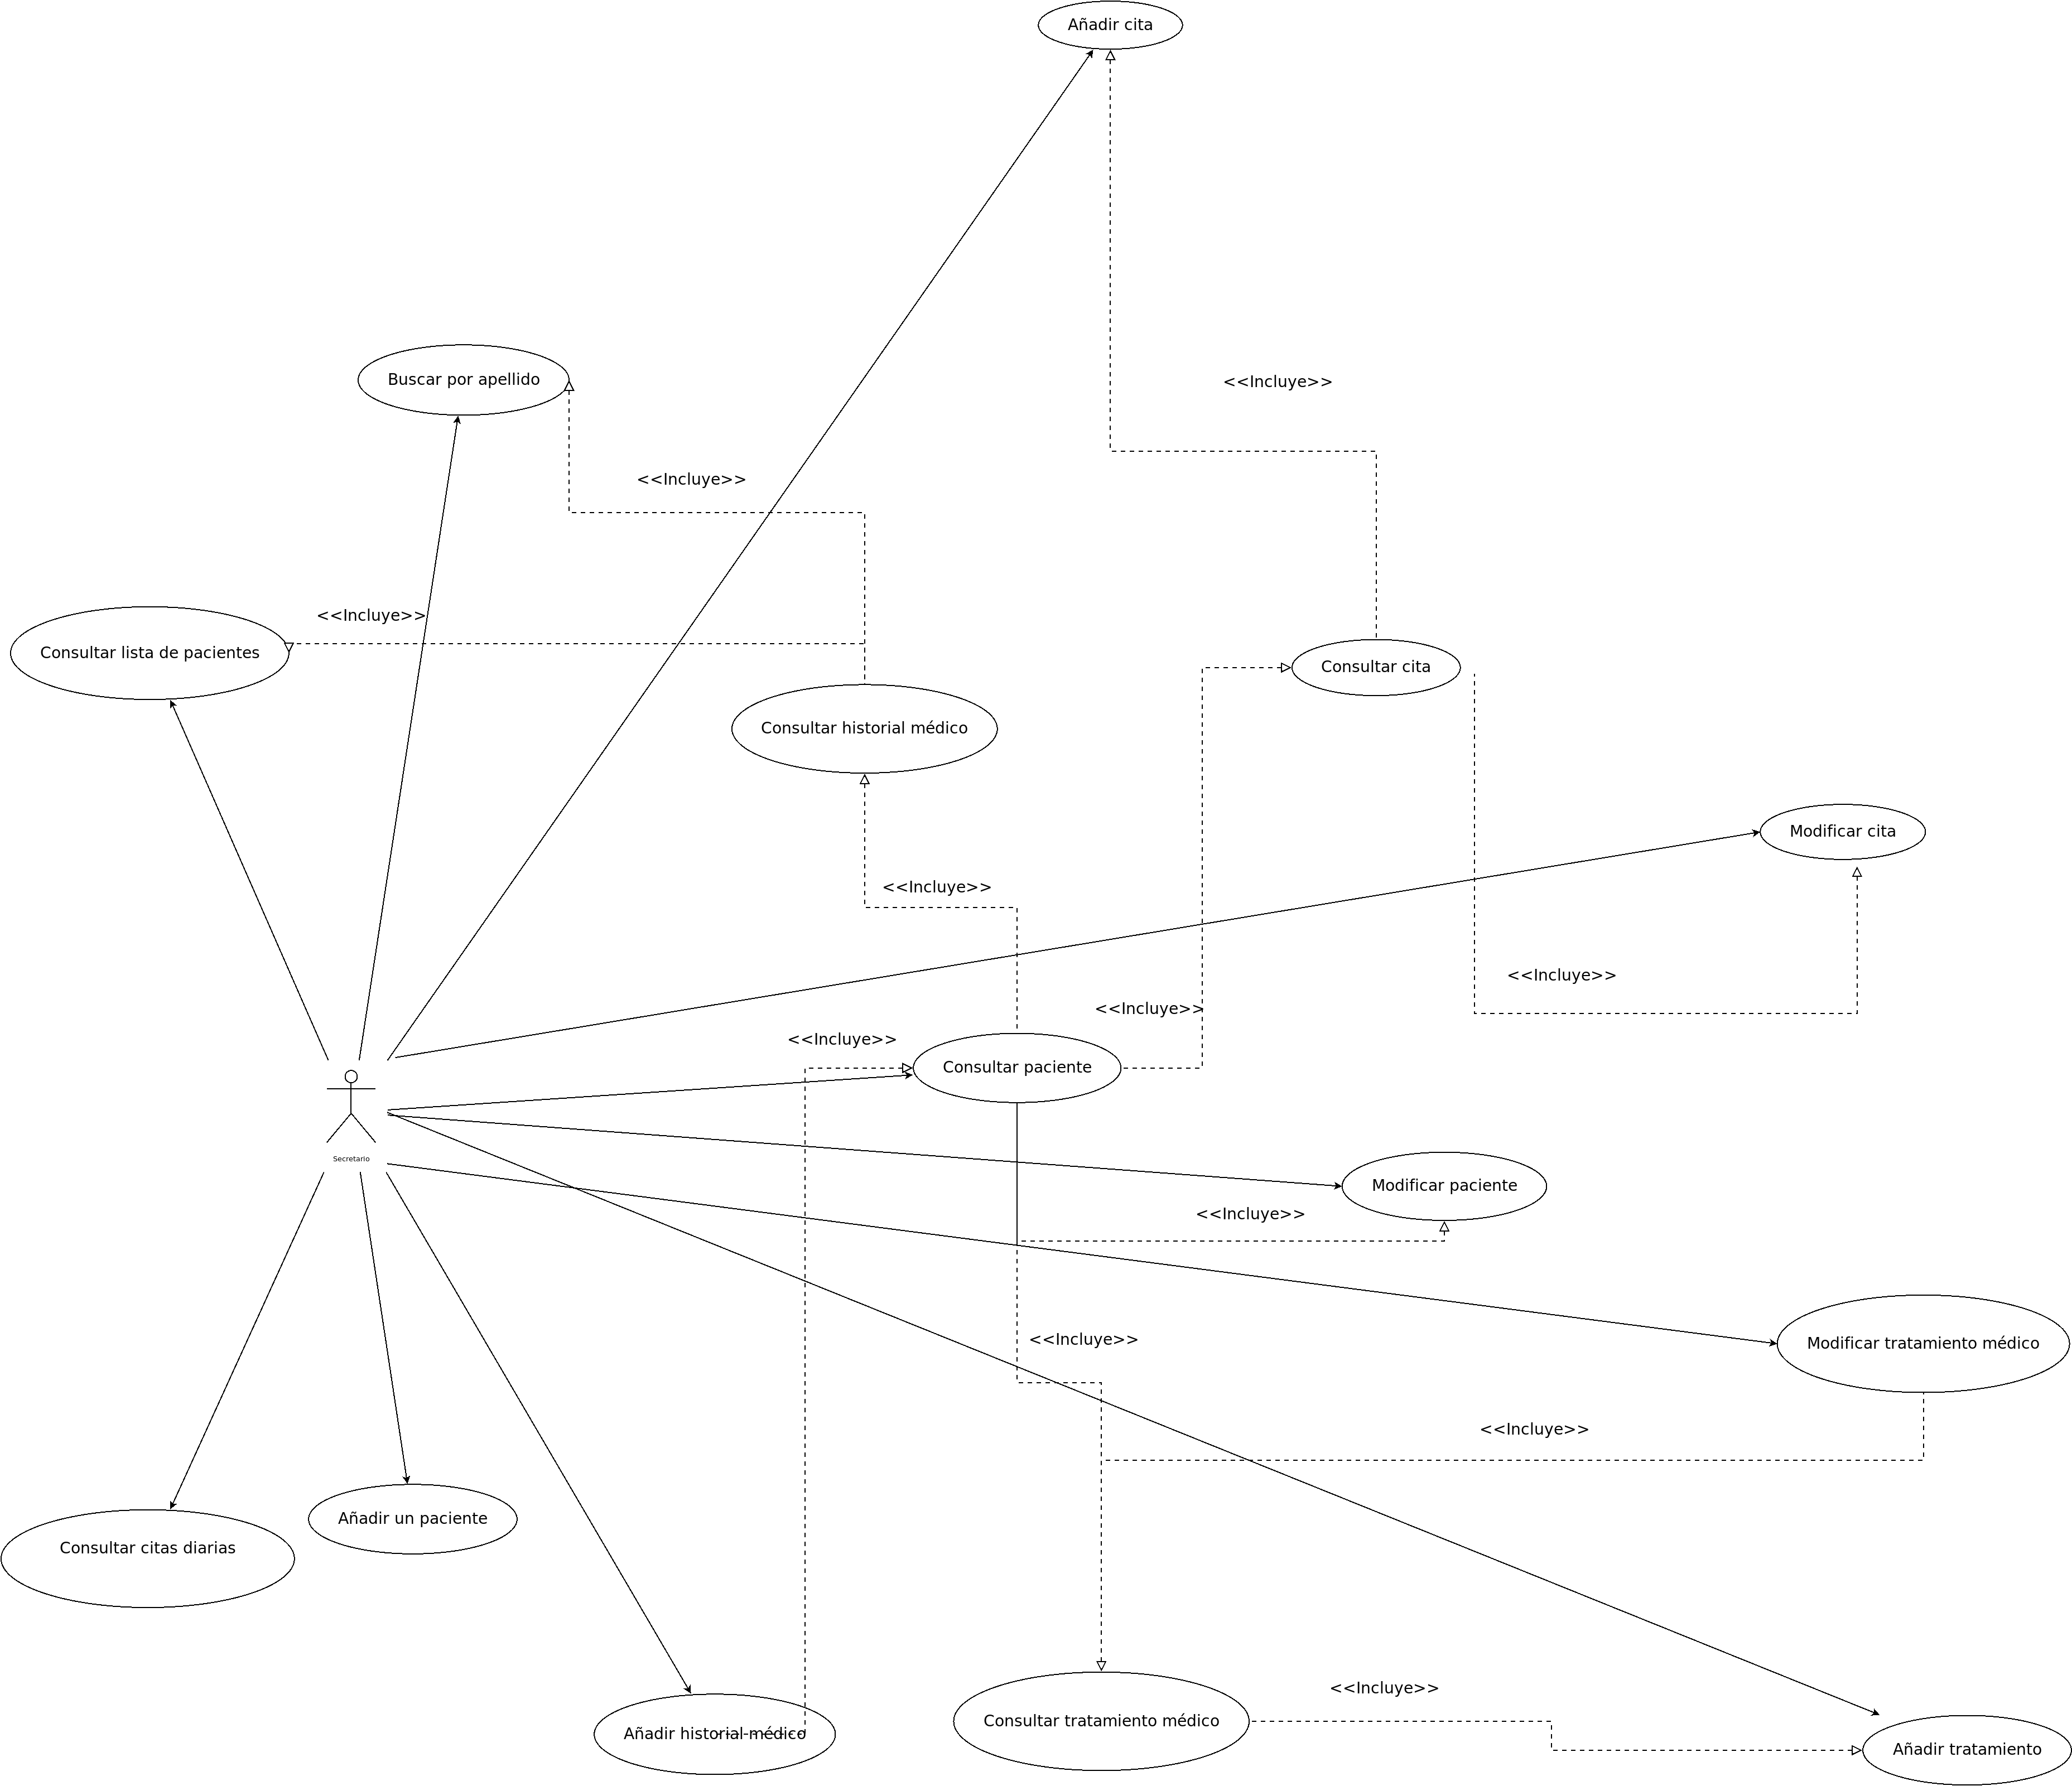 Añadir cita
Buscar por apellido
<<Incluye>>
<<Incluye>>
<<Incluye>>
Consultar lista de pacientes
Consultar cita
Consultar historial médico
Modificar cita
<<Incluye>>
<<Incluye>>
<<Incluye>>
<<Incluye>>
Consultar paciente
Secretario
Modificar paciente
<<Incluye>>
<<Incluye>>
Modificar tratamiento médico
<<Incluye>>
Añadir un paciente
Consultar citas diarias
<<Incluye>>
Consultar tratamiento médico
Añadir historial médico
Añadir tratamiento